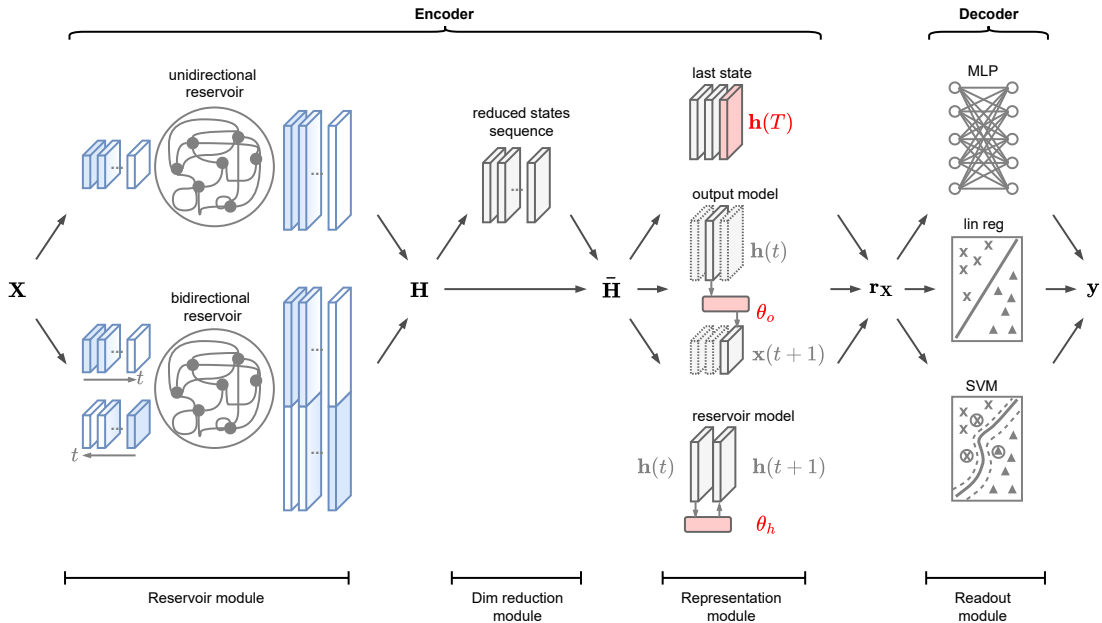 Encoder
Decoder
unidirectional
reservoir
...
...
reduced states
sequence
...
last state
h(T)
MLP
output model
h(t)
θo
x(t+1)
lin reg
X X
X X
X
X
X
bidirectional
reservoir
...
t
...
t
...
...
H
H̄
rX
y
reservoir model
h(t)
h(t+1)
θh
SVM
X X
X X
X
Reservoir module
Dim reduction
module
Representation
module
Readout
module